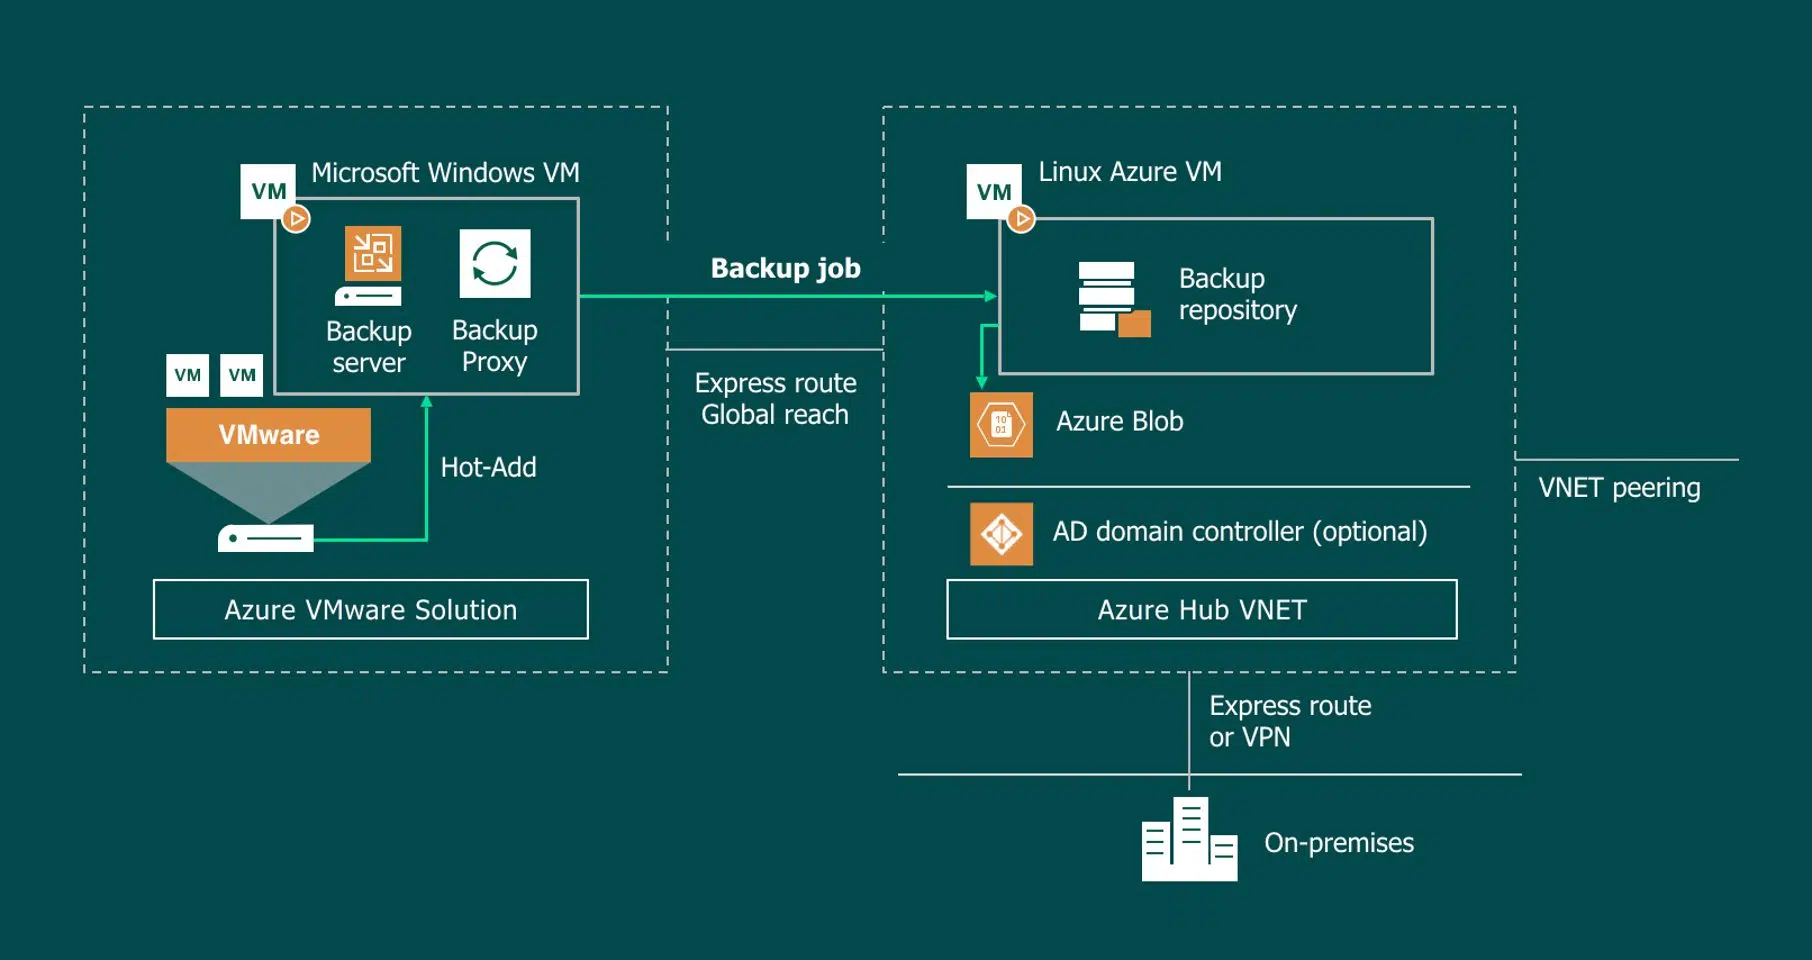 VM
Microsoft Windows VM
Backup
server
Backup
Proxy
VM
VM
VMware
Hot-Add
Azure VMware Solution
Backup job
Express route
Global reach
VM
Linux Azure VM
Backup
repository
10
01
Azure Blob
AD domain controller (optional)
Azure Hub VNET
VNET peering
Express route
or VPN
On-premises